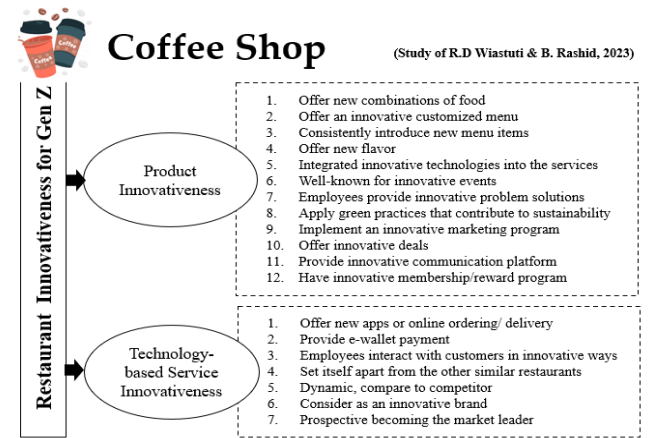 Coffee Shop
(Study of R.D Wiastuti & B. Rashid, 2023)
Coffee
Coffee
Restaurant Innovativeness for Gen Z
Product
Innovativeness
1. Offer new combinations of food
2. Offer an innovative customized menu
3. Consistently introduce new menu items
4. Offer new flavor
5. Integrated innovative technologies into the services
6. Well-known for innovative events
7. Employees provide innovative problem solutions
8. Apply green practices that contribute to sustainability
9. Implement an innovative marketing program
10. Offer innovative deals
11. Provide innovative communication platform
12. Have innovative membership/reward program
Technology-
based Service
Innovativeness
1. Offer new apps or online ordering/ delivery
2. Provide e-wallet payment
3. Employees interact with customers in innovative ways
4. Set itself apart from the other similar restaurants
5. Dynamic, compare to competitor
6. Consider as an innovative brand
7. Prospective becoming the market leader